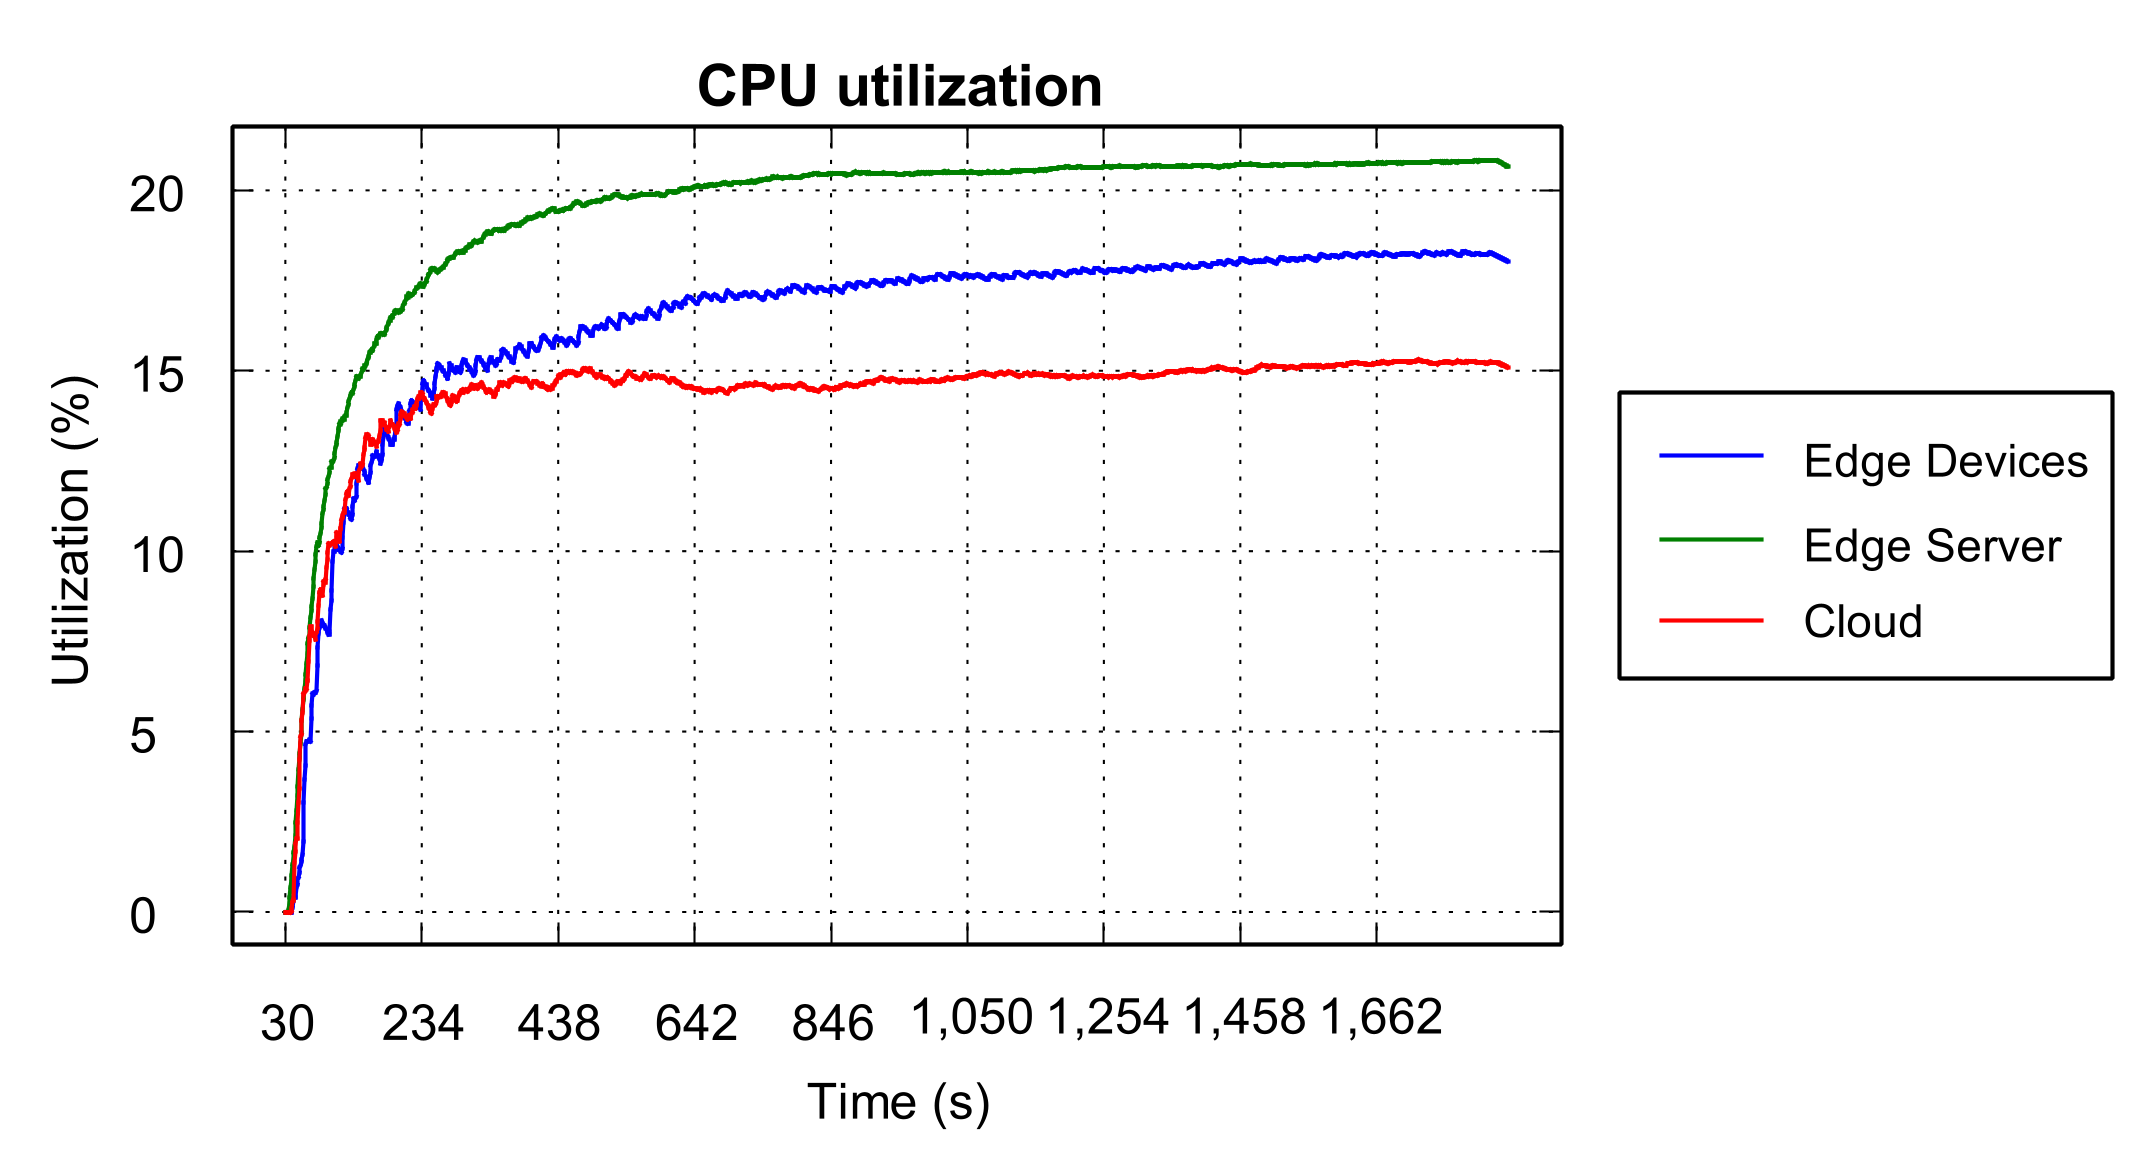 CPU utilization
20
15
10
5
0
Utilization (%)
30 234 438 642 846 1,050 1,254 1,458 1,662
Time (s)
Edge Devices
Edge Server
Cloud